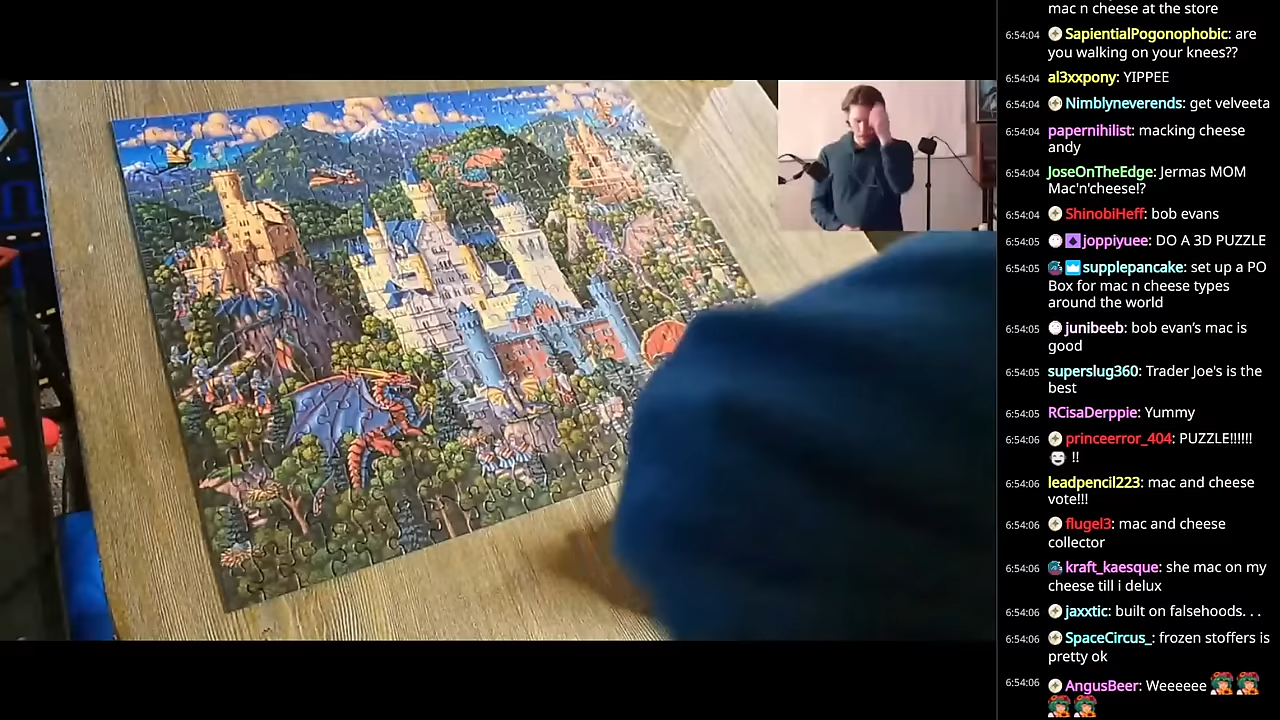 mac n cheese at the store
6:54:04 SapientialPogonophobic: are
you walking on your knees??
6:54:04 al3xxpony: YIPPEE
6:54:04 Nimblyneverends: get velveeta
6:54:04 papernihilist: macking cheese
andy
6:54:04 JoseOnTheEdge: Jermas MOM
Mac'n'cheese!?
6:54:04 ShinobiHeff: bob evans
6:54:05 joppiyuee: DO A 3D PUZZLE
6:54:05 supplepancake: set up a PO
Box for mac n cheese types
around the world
6:54:05 junibeeb: bob evan's mac is
good
6:54:05 superslug360: Trader Joe's is the
best
6:54:05 RCisaDerppie: Yummy
6:54:06 princeerror_404: PUZZLE!!!!!!
!!
6:54:06 leadpencil223: mac and cheese
vote!!!
6:54:06 flugel3: mac and cheese
collector
6:54:06 kraft_kaesque: she mac on my
cheese till i delux
6:54:06 jaxxtic: built on falsehoods. . .
6:54:06 SpaceCircus_: frozen stoffers is
pretty ok
6:54:06 AngusBeer: Weeeeee